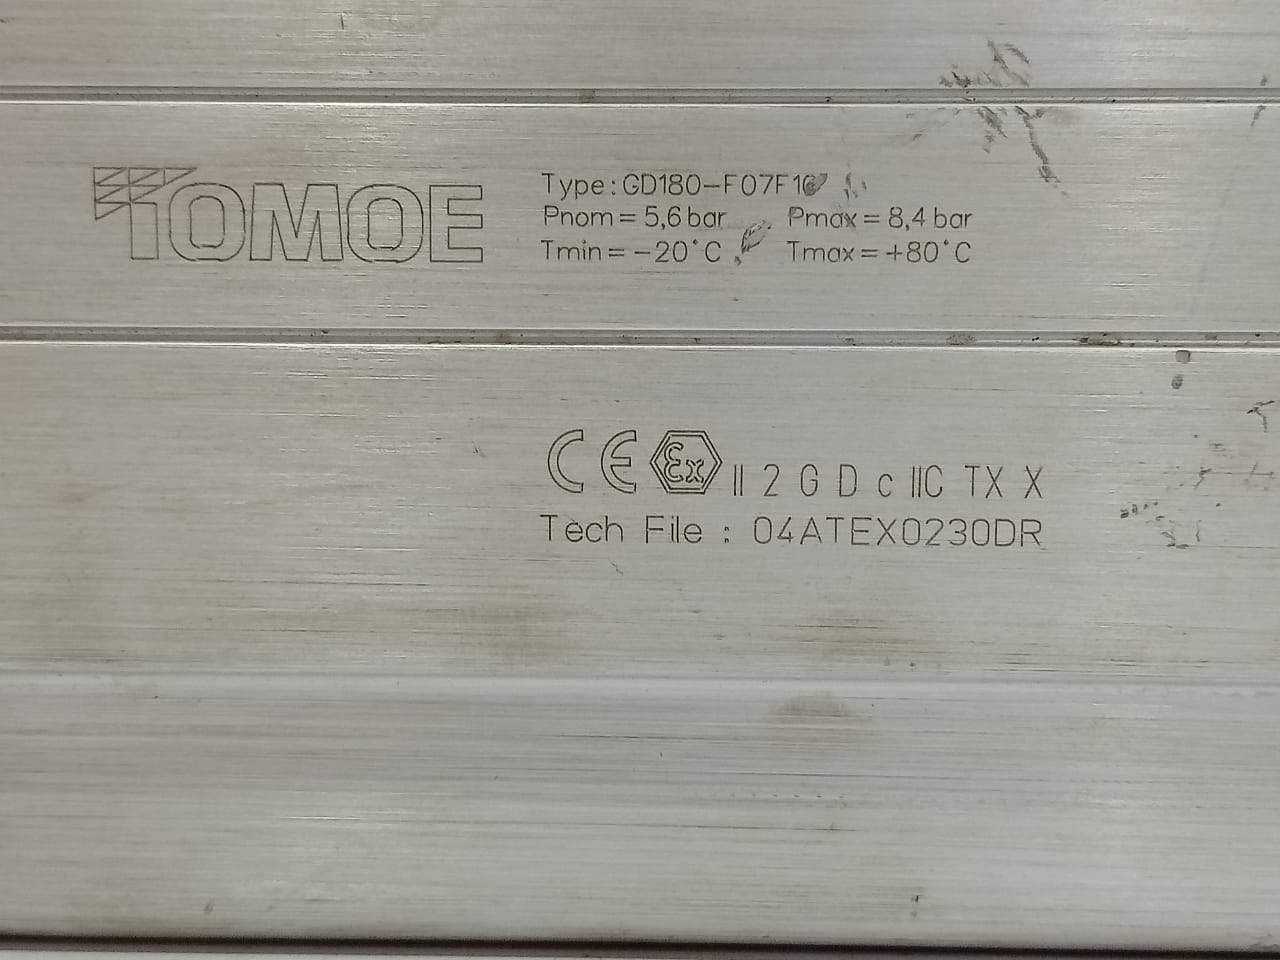 TOMOE
Type : GD180-F07F10
Pnom = 5,6 bar Pmax = 8,4 bar
Tmin = -20°C Tmax = +80°C
CE Ex II 2 G D c IIC TX X
Tech File : 04ATEX0230DR